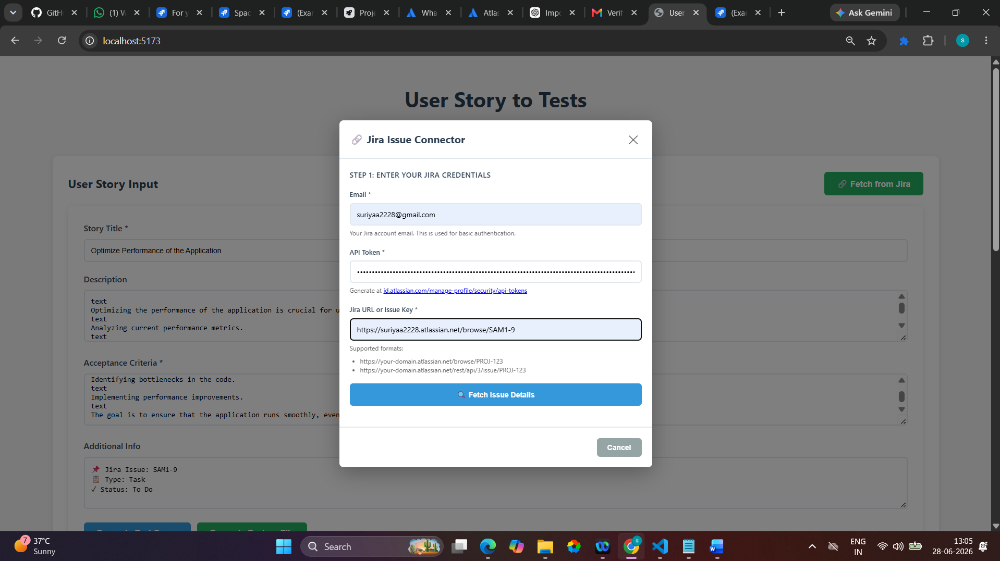 GitH
(1) W
For y
Spac
(Exar
Proje
Wha
Atlas
Impo
Verif
User
(Exar
Ask Gemini
localhost:5173
S
User Story to Tests
User Story Input
🔗 Fetch from Jira
Story Title *
Optimize Performance of the Application
Description
text
Optimizing the performance of the application is crucial for u
text
Analyzing current performance metrics.
text
Acceptance Criteria *
Identifying bottlenecks in the code.
text
Implementing performance improvements.
text
The goal is to ensure that the application runs smoothly, even
Additional Info
📌 Jira Issue: SAM1-9
📋 Type: Task
✓ Status: To Do
🔗 Jira Issue Connector
STEP 1: ENTER YOUR JIRA CREDENTIALS
Email *
suriyaa2228@gmail.com
Your Jira account email. This is used for basic authentication.
API Token *
Generate at id.atlassian.com/manage-profile/security/api-tokens
Jira URL or Issue Key *
https://suriyaa2228.atlassian.net/browse/SAM1-9
Supported formats:
• https://your-domain.atlassian.net/browse/PROJ-123
• https://your-domain.atlassian.net/rest/api/3/issue/PROJ-123
🔍 Fetch Issue Details
Cancel
7
37°C
Sunny
Search
S
ENG
IN
13:05
28-06-2026